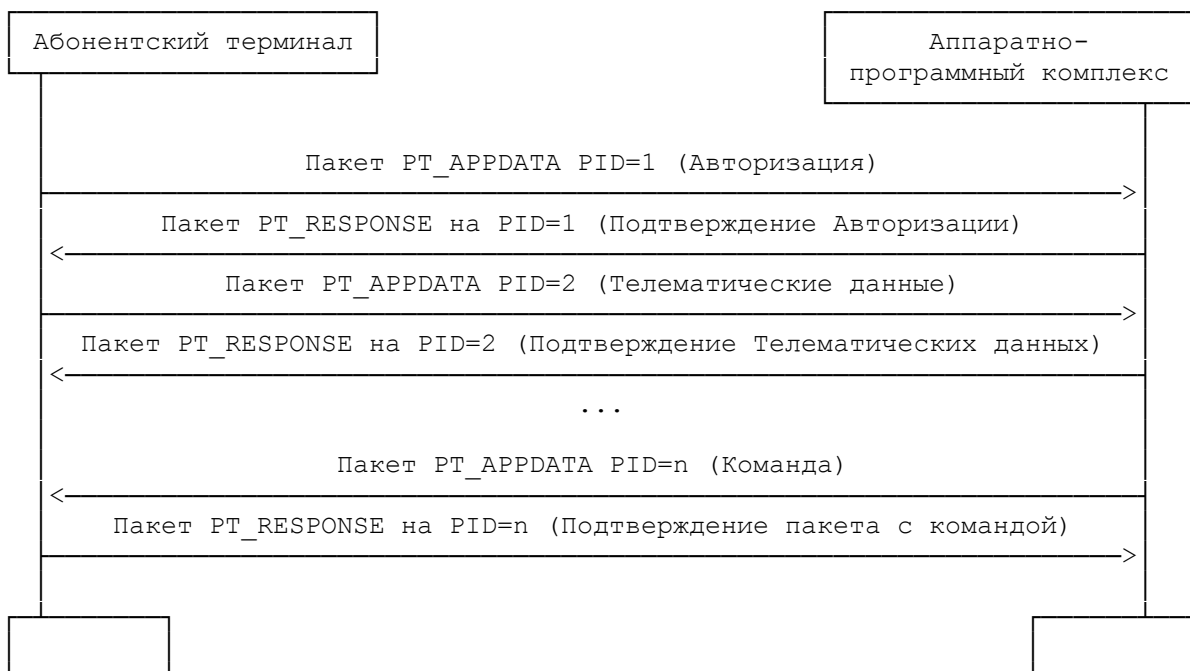 Абонентский терминал
Аппаратно-
программный комплекс
Пакет PT_APPDATA PID=1 (Авторизация)
Пакет PT_RESPONSE на PID=1 (Подтверждение Авторизации)
Пакет PT_APPDATA PID=2 (Телематические данные)
Пакет PT_RESPONSE на PID=2 (Подтверждение Телематических данных)
...
Пакет PT_APPDATA PID=n (Команда)
Пакет PT_RESPONSE на PID=n (Подтверждение пакета с командой)